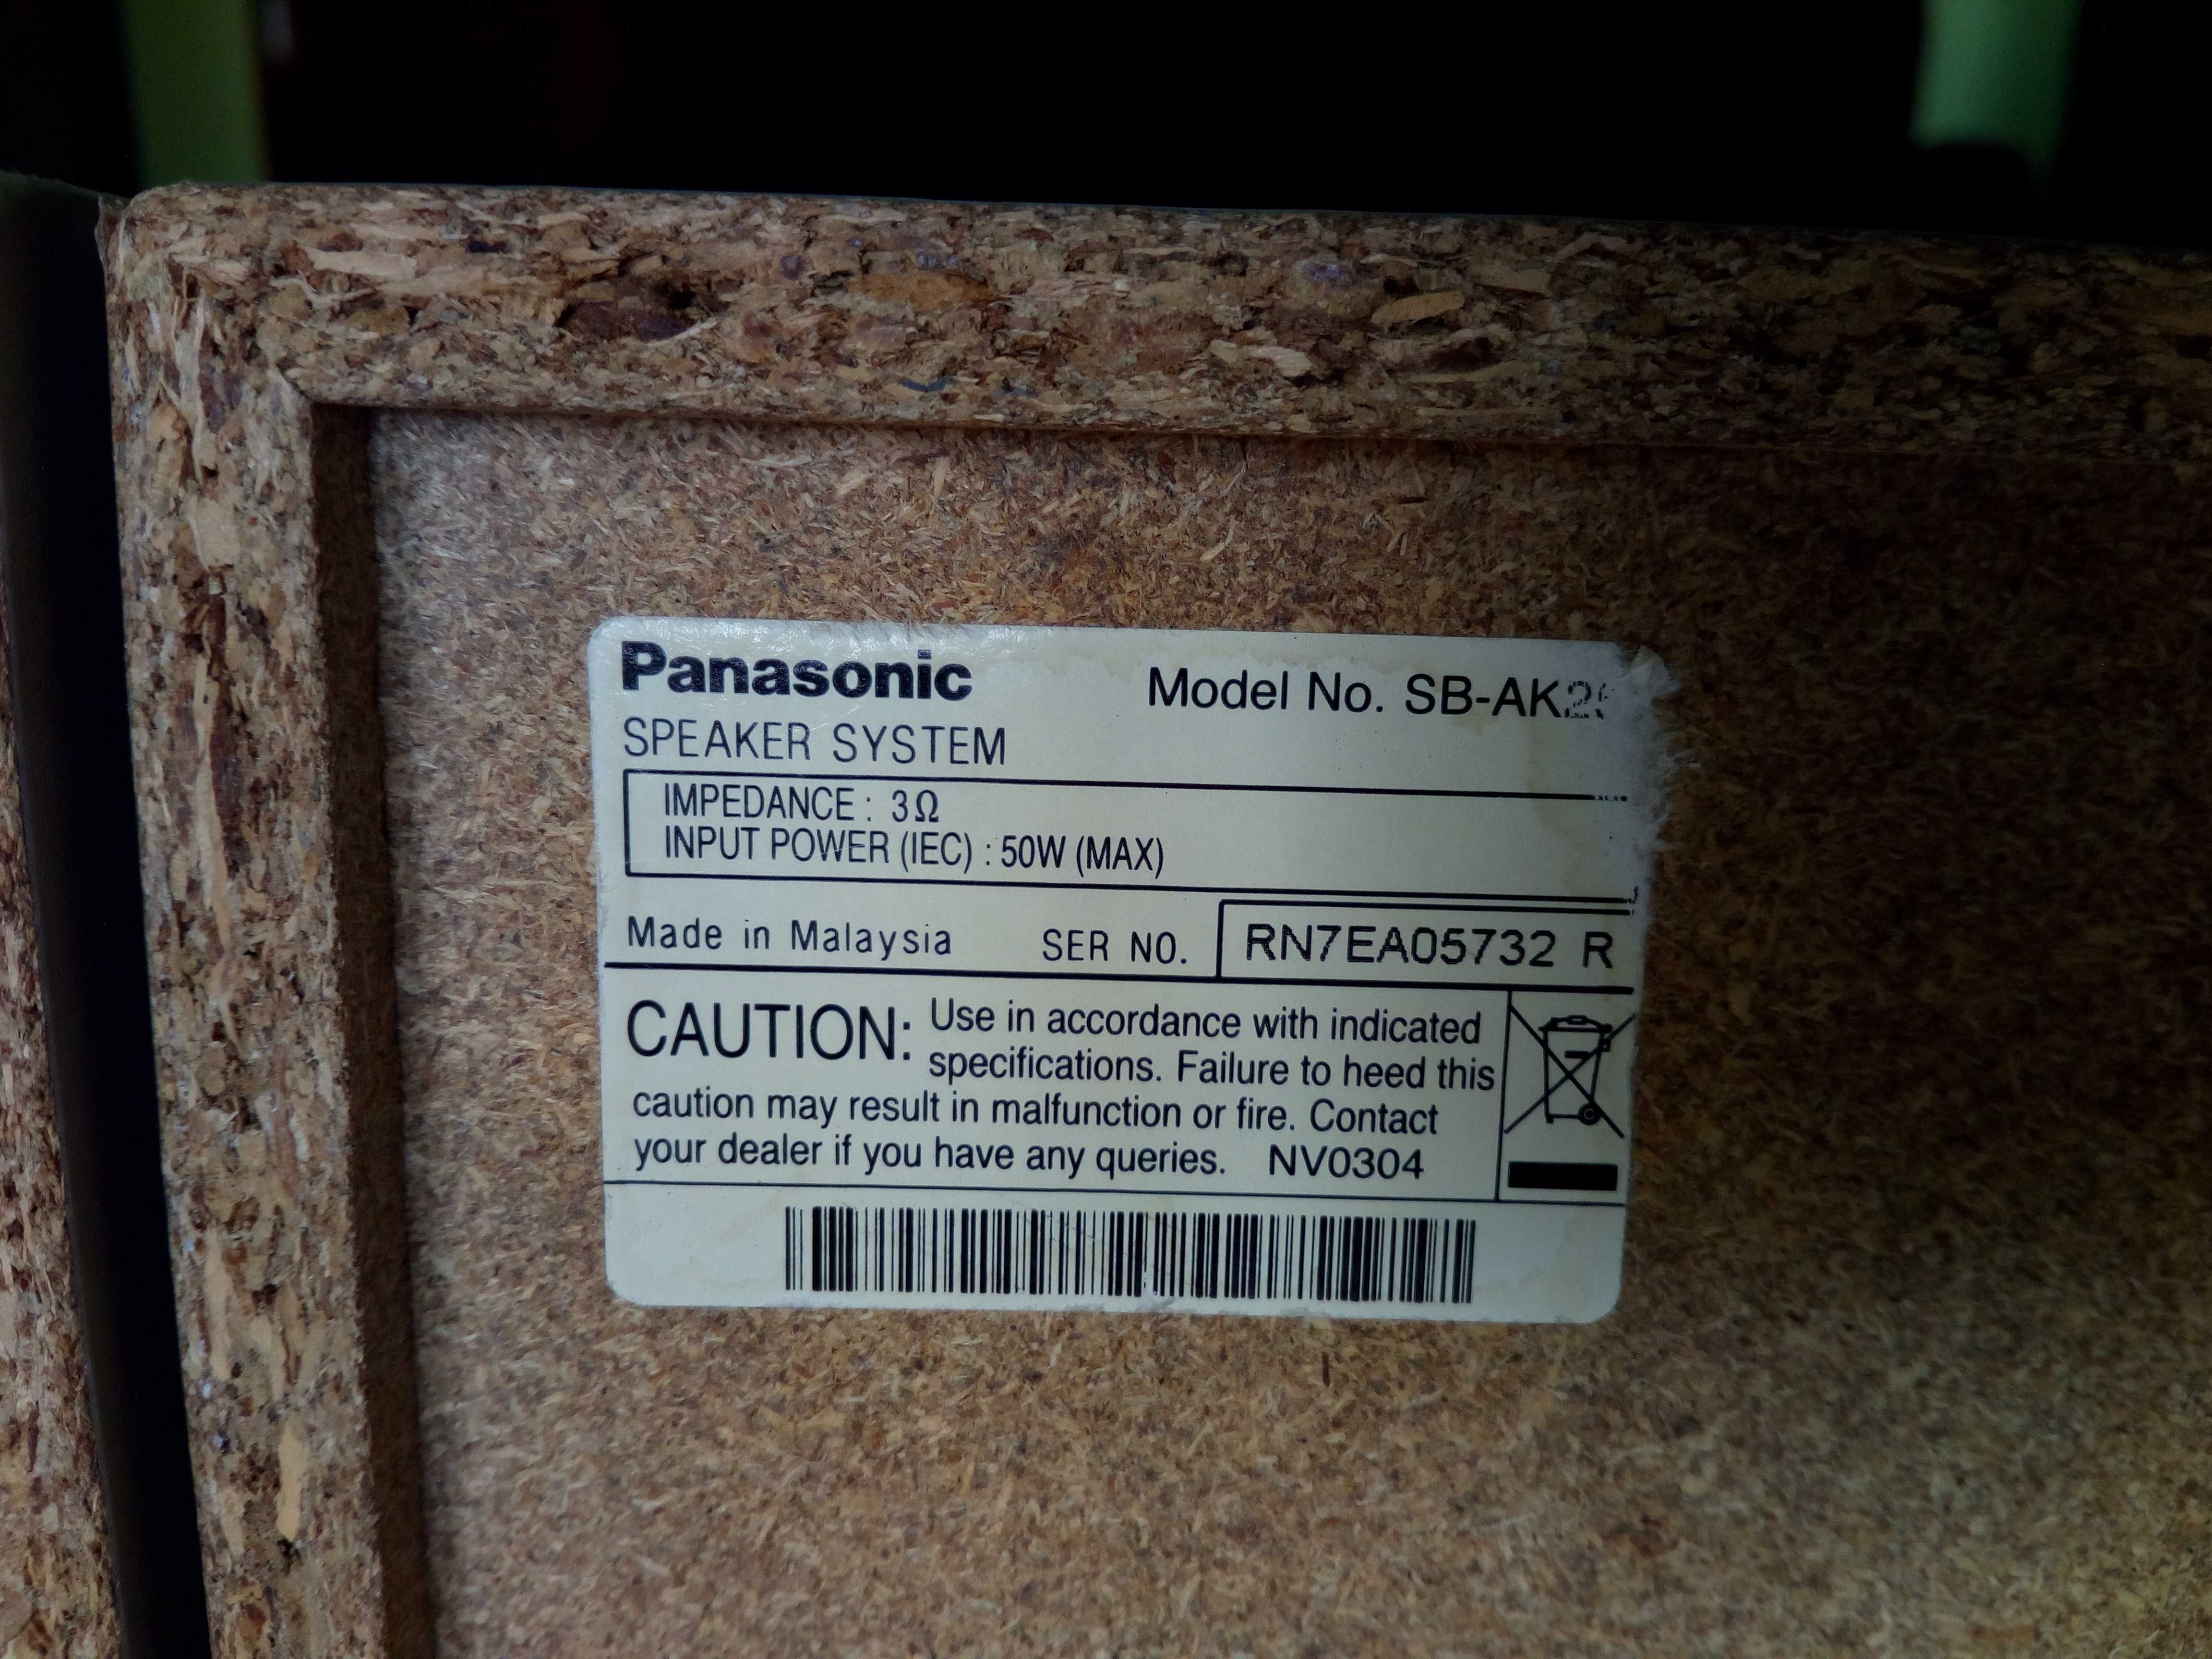 Panasonic
Model No. SB-AK2
SPEAKER SYSTEM
IMPEDANCE : 3Ω
INPUT POWER (IEC) : 50W (MAX)
Made in Malaysia SER NO. RN7EA05732 R
CAUTION: Use in accordance with indicated
specifications. Failure to heed this
caution may result in malfunction or fire. Contact
your dealer if you have any queries. NV0304